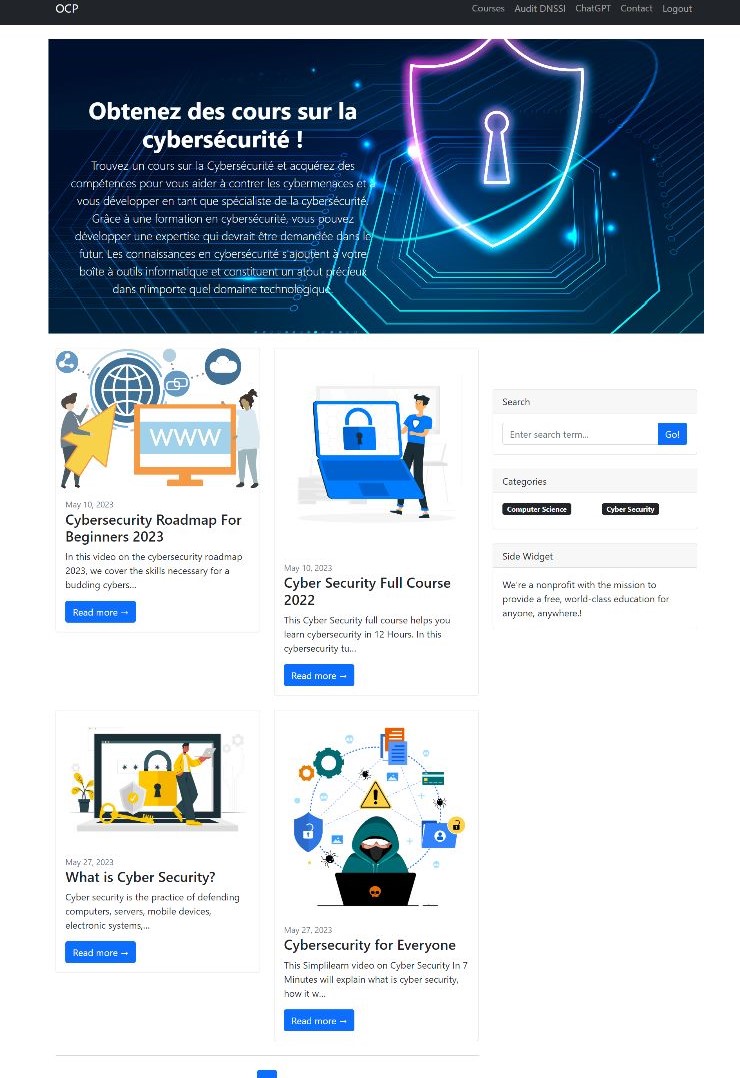 OCP
Courses Audit DNSSI ChatGPT Contact Logout
Obtenez des cours sur la
cybersécurité !
Trouvez un cours sur la Cybersécurité et acquérez des
compétences pour vous aider à contrer les cybermenaces et à
vous développer en tant que spécialiste de la cybersécurité.
Grâce à une formation en cybersécurité, vous pouvez
développer une expertise qui devrait être demandée dans le
futur. Les connaissances en cybersécurité s'ajoutent à votre
boîte à outils informatique et constituent un atout précieux
dans n'importe quel domaine technologique.
WWW
May 10, 2023
Cybersecurity Roadmap For
Beginners 2023
In this video on the cybersecurity roadmap
2023, we cover the skills necessary for a
budding cybers...
Read more →
May 10, 2023
Cyber Security Full Course
2022
This Cyber Security full course helps you
learn cybersecurity in 12 Hours. In this
cybersecurity tu...
Read more →
Search
Enter search term... Go!
Categories
Computer Science Cyber Security
Side Widget
We're a nonprofit with the mission to
provide a free, world-class education for
anyone, anywhere.!
May 27, 2023
What is Cyber Security?
Cyber security is the practice of defending
computers, servers, mobile devices,
electronic systems,...
Read more →
May 27, 2023
Cybersecurity for Everyone
This Simplilearn video on Cyber Security In 7
Minutes will explain what is cyber security,
how it w...
Read more →